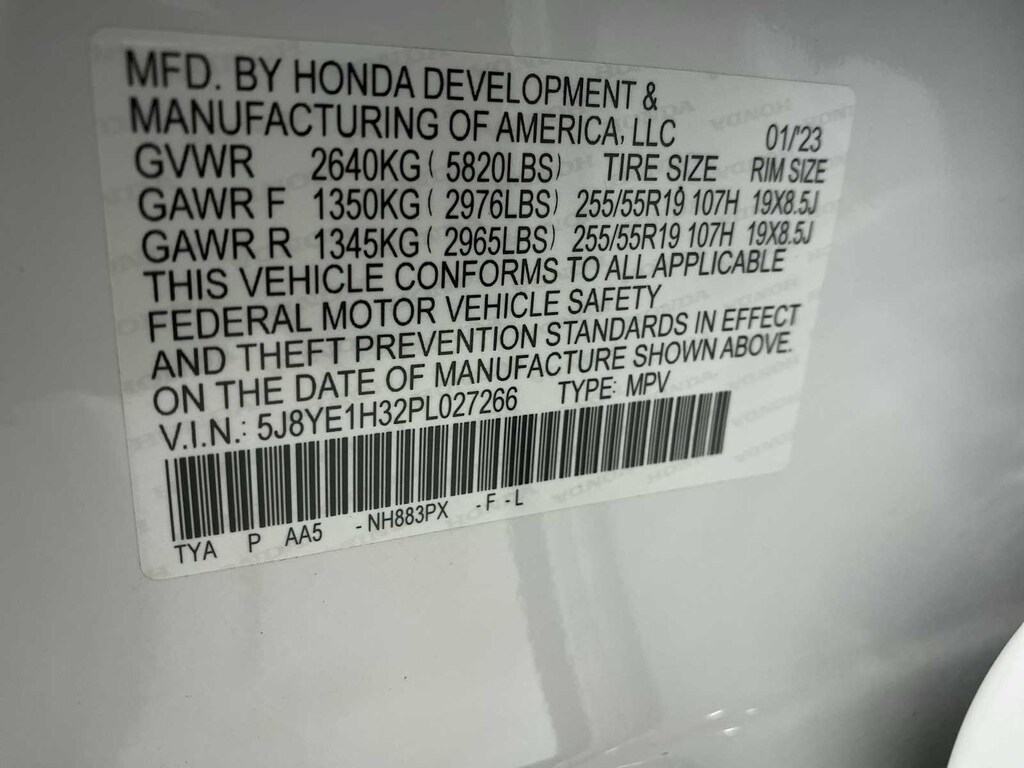 MFD. BY HONDA DEVELOPMENT &
MANUFACTURING OF AMERICA, LLC 01/'23
GVWR 2640KG ( 5820LBS) TIRE SIZE RIM SIZE
GAWR F 1350KG ( 2976LBS) 255/55R19 107H 19X8.5J
GAWR R 1345KG ( 2965LBS) 255/55R19 107H 19X8.5J
THIS VEHICLE CONFORMS TO ALL APPLICABLE
FEDERAL MOTOR VEHICLE SAFETY
AND THEFT PREVENTION STANDARDS IN EFFECT
ON THE DATE OF MANUFACTURE SHOWN ABOVE.
V.I.N.: 5J8YE1H32PL027266 TYPE: MPV
TYA P AA5 -NH883PX -F -L